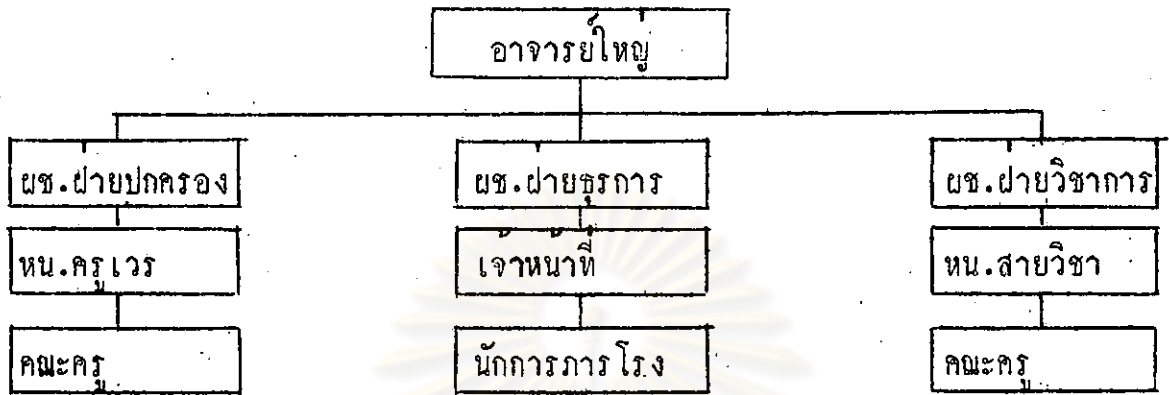 อาจารย์ใหญ่
ผช.ฝ่ายปกครอง ผช.ฝ่ายธุรการ ผช.ฝ่ายวิชาการ
หน.ครูเวร เจ้าหน้าที่ หน.สายวิชา
คณะครู นักการภารโรง คณะครู